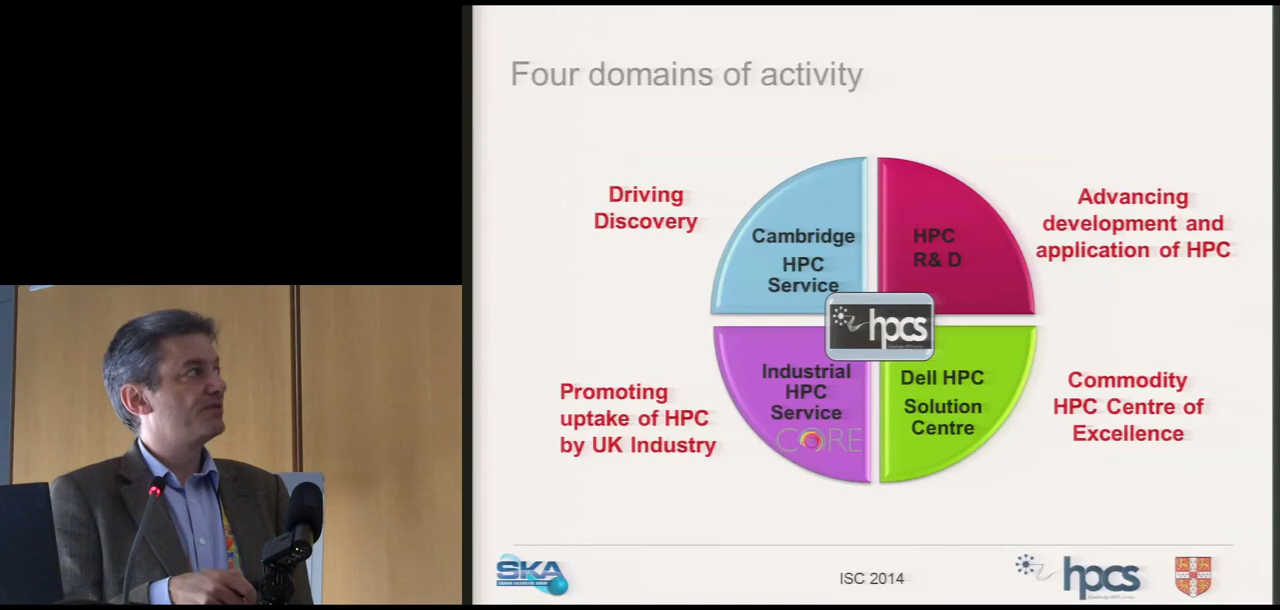 Four domains of activity
Driving
Discovery
Cambridge
HPC
Service
HPC
R& D
Advancing
development and
application of HPC
hpcs
Promoting
uptake of HPC
by UK Industry
Industrial
HPC
Service
CORE
Dell HPC
Solution
Centre
Commodity
HPC Centre of
Excellence
SKA
ISC 2014
hpcs